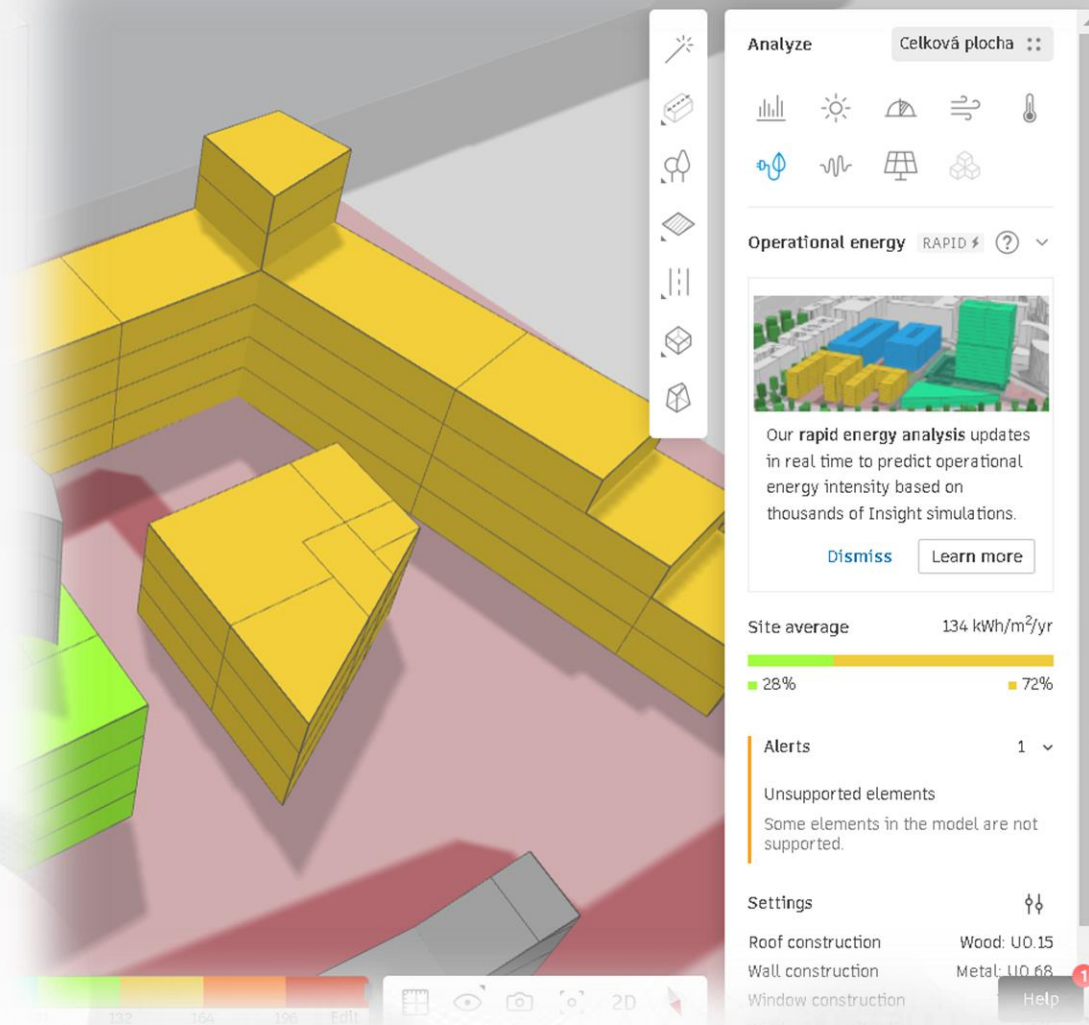 Analyze
Celková plocha
Operational energy RAPID
Our rapid energy analysis updates
in real time to predict operational
energy intensity based on
thousands of Insight simulations.
Dismiss Learn more
Site average 134 kWh/m²/yr
28% 72%
Alerts 1
Unsupported elements
Some elements in the model are not
supported.
Settings
Roof construction Wood: U0.15
Wall construction Metal: U0.68
Window construction
1
Help
132 164 196 Edit
2D